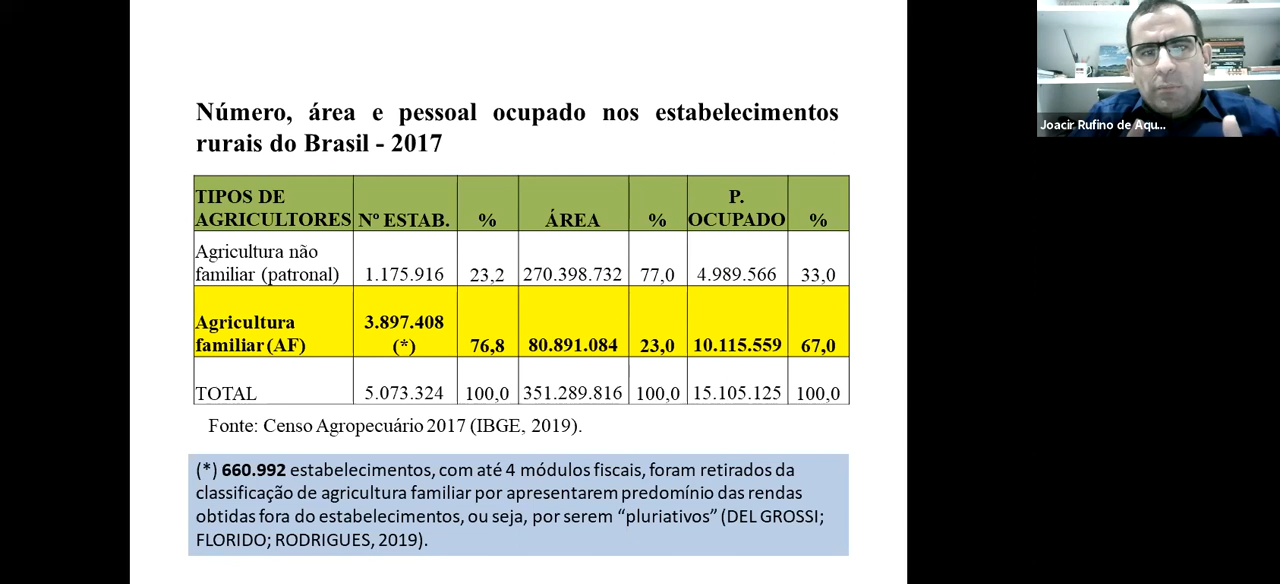 Número, área e pessoal ocupado nos estabelecimentos
rurais do Brasil - 2017
TIPOS DE
AGRICULTORES Nº ESTAB. % ÁREA % P.
OCUPADO %
Agricultura não
familiar (patronal) 1.175.916 23,2 270.398.732 77,0 4.989.566 33,0
Agricultura
familiar (AF) 3.897.408
(*) 76,8 80.891.084 23,0 10.115.559 67,0
TOTAL 5.073.324 100,0 351.289.816 100,0 15.105.125 100,0
Fonte: Censo Agropecuário 2017 (IBGE, 2019).
(*) 660.992 estabelecimentos, com até 4 módulos fiscais, foram retirados da
classificação de agricultura familiar por apresentarem predomínio das rendas
obtidas fora do estabelecimentos, ou seja, por serem “pluriativos” (DEL GROSSI;
FLORIDO; RODRIGUES, 2019).
Joacir Rufino de Aqu...